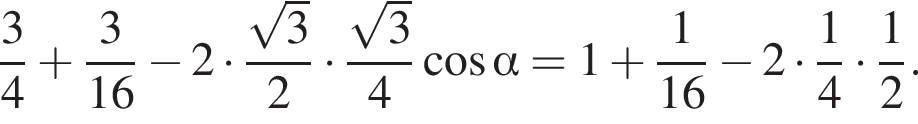 3/4 + 3/16 − 2 · √3/2 · √3/4 cos α = 1 + 1/16 − 2 · 1/4 · 1/2.